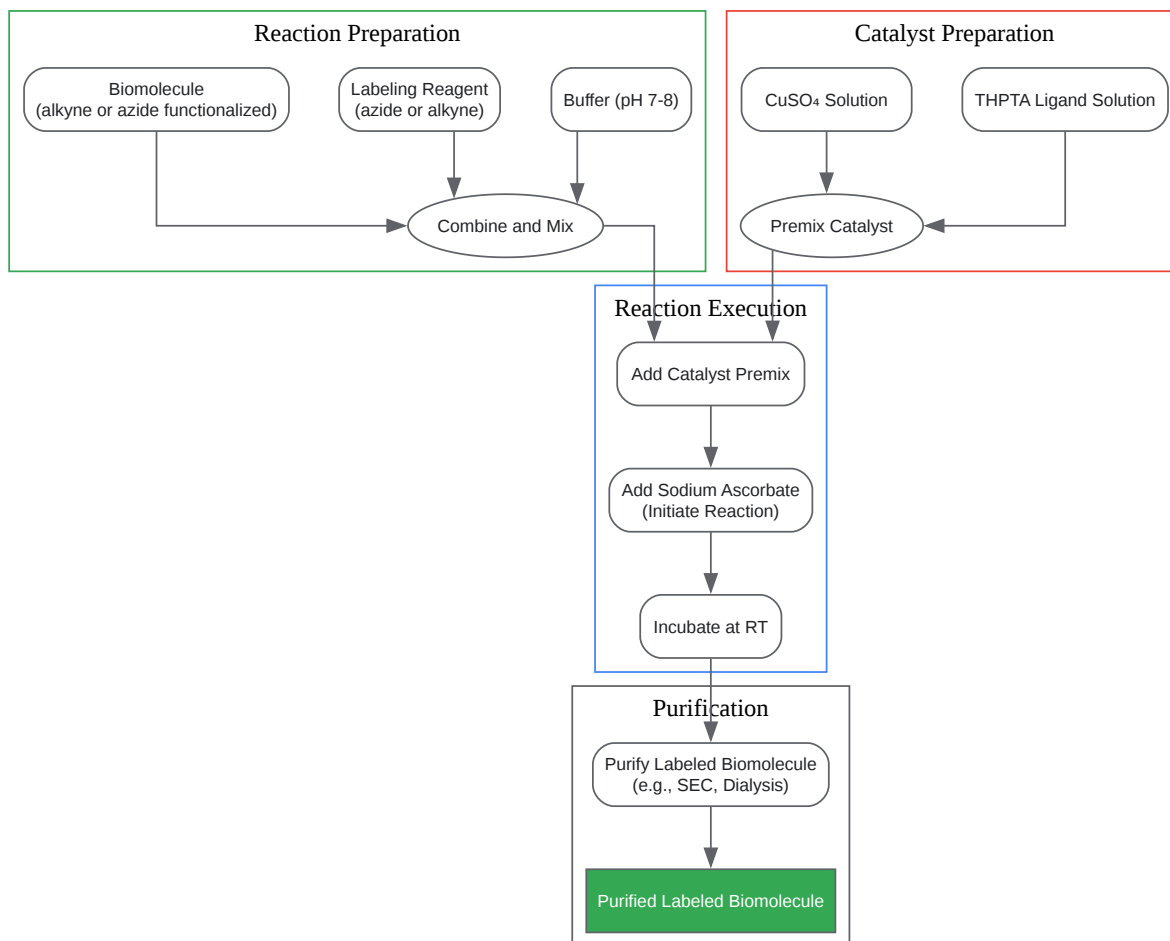 Reaction Preparation
Biomolecule
(alkyne or azide functionalized)
Labeling Reagent
(azide or alkyne)
Buffer (pH 7-8)
Combine and Mix
Catalyst Preparation
CuSO₄ Solution
THPTA Ligand Solution
Premix Catalyst
Reaction Execution
Add Catalyst Premix
Add Sodium Ascorbate
(Initiate Reaction)
Incubate at RT
Purification
Purify Labeled Biomolecule
(e.g., SEC, Dialysis)
Purified Labeled Biomolecule